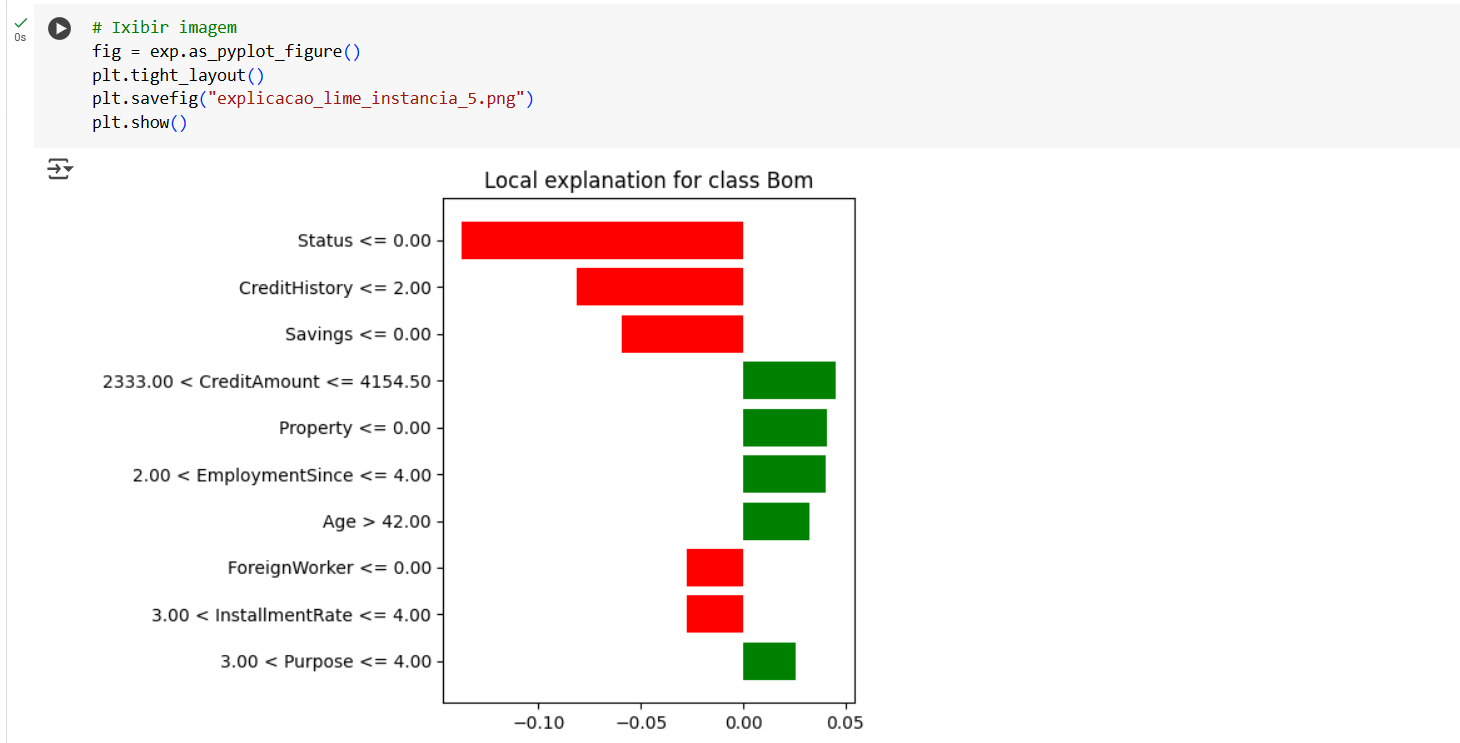 # Ixibir imagem
fig = exp.as_pyplot_figure()
plt.tight_layout()
plt.savefig("explicacao_lime_instancia_5.png")
plt.show()
0s
Local explanation for class Bom
Status <= 0.00
CreditHistory <= 2.00
Savings <= 0.00
2333.00 < CreditAmount <= 4154.50
Property <= 0.00
2.00 < EmploymentSince <= 4.00
Age > 42.00
ForeignWorker <= 0.00
3.00 < InstallmentRate <= 4.00
3.00 < Purpose <= 4.00
−0.10 −0.05 0.00 0.05